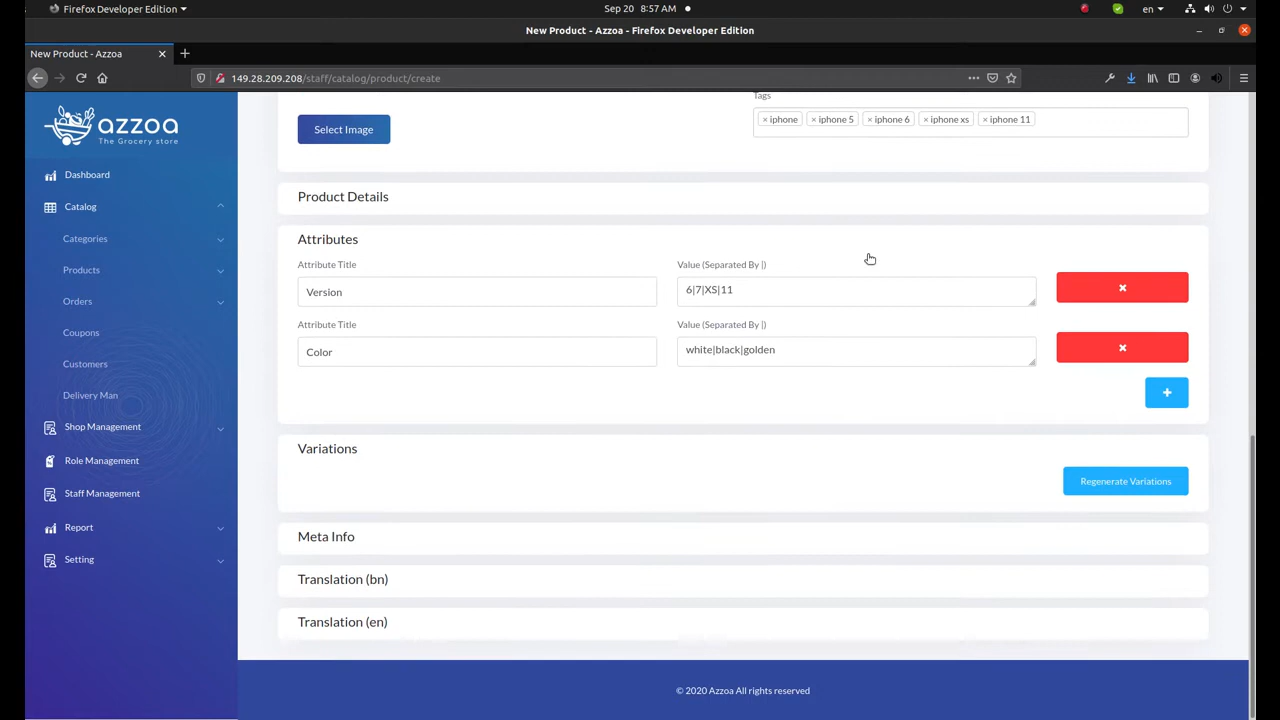 Firefox Developer Edition
Sep 20 8:57 AM
en
New Product - Azzoa - Firefox Developer Edition
New Product - Azzoa
149.28.209.208/staff/catalog/product/create
azzoa
The Grocery store
Dashboard
Catalog
Categories
Products
Orders
Coupons
Customers
Delivery Man
Shop Management
Role Management
Staff Management
Report
Setting
Select Image
Tags
× iphone × iphone 5 × iphone 6 × iphone xs × iphone 11
Product Details
Attributes
Attribute Title Value (Separated By |)
Version 6|7|XS|11
Attribute Title Value (Separated By |)
Color white|black|golden
Variations
Regenerate Variations
Meta Info
Translation (bn)
Translation (en)
© 2020 Azzoa All rights reserved